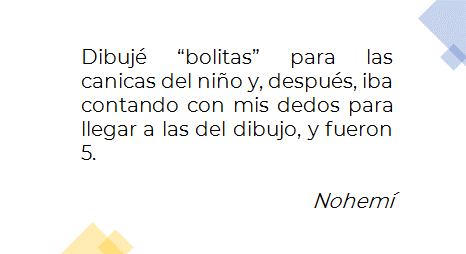 Dibujé “bolitas” para las
canicas del niño y, después, iba
contando con mis dedos para
llegar a las del dibujo, y fueron
5.
Nohemí